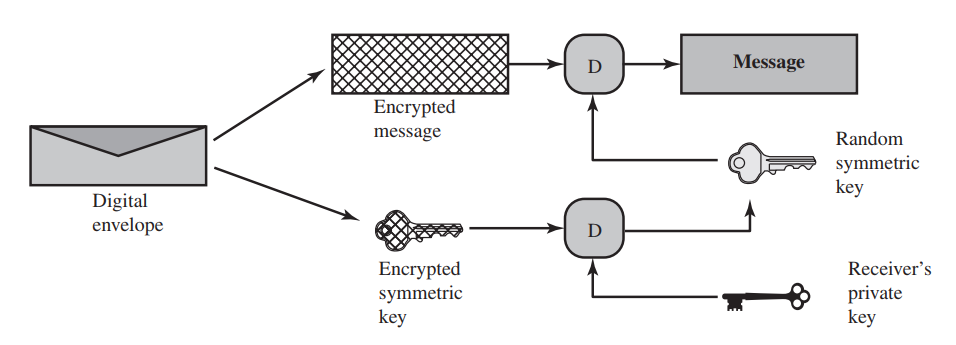 D
Message
Encrypted
message
Random
symmetric
key
Digital
envelope
D
Encrypted
symmetric
key
Receiver’s
private
key